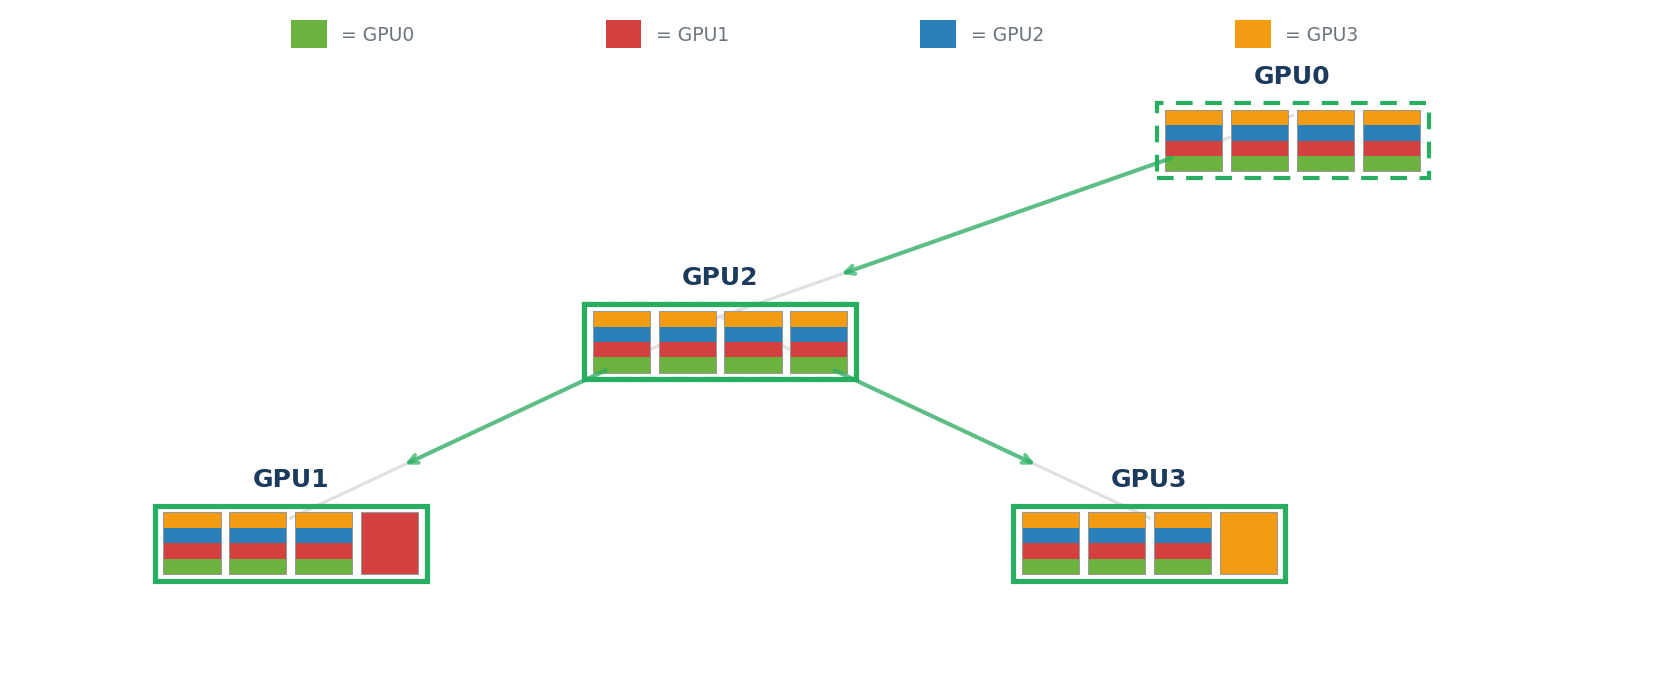 = GPU0
= GPU1
= GPU2
= GPU3
GPU0
GPU2
GPU1
GPU3